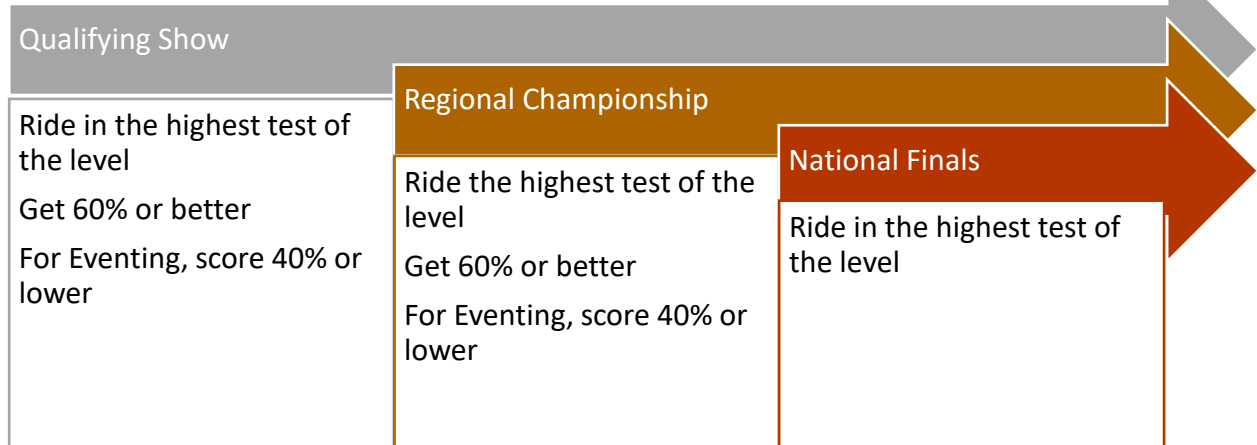 Qualifying Show
Ride in the highest test of
the level
Get 60% or better
For Eventing, score 40% or
lower
Regional Championship
Ride the highest test of the
level
Get 60% or better
For Eventing, score 40% or
lower
National Finals
Ride in the highest test of
the level